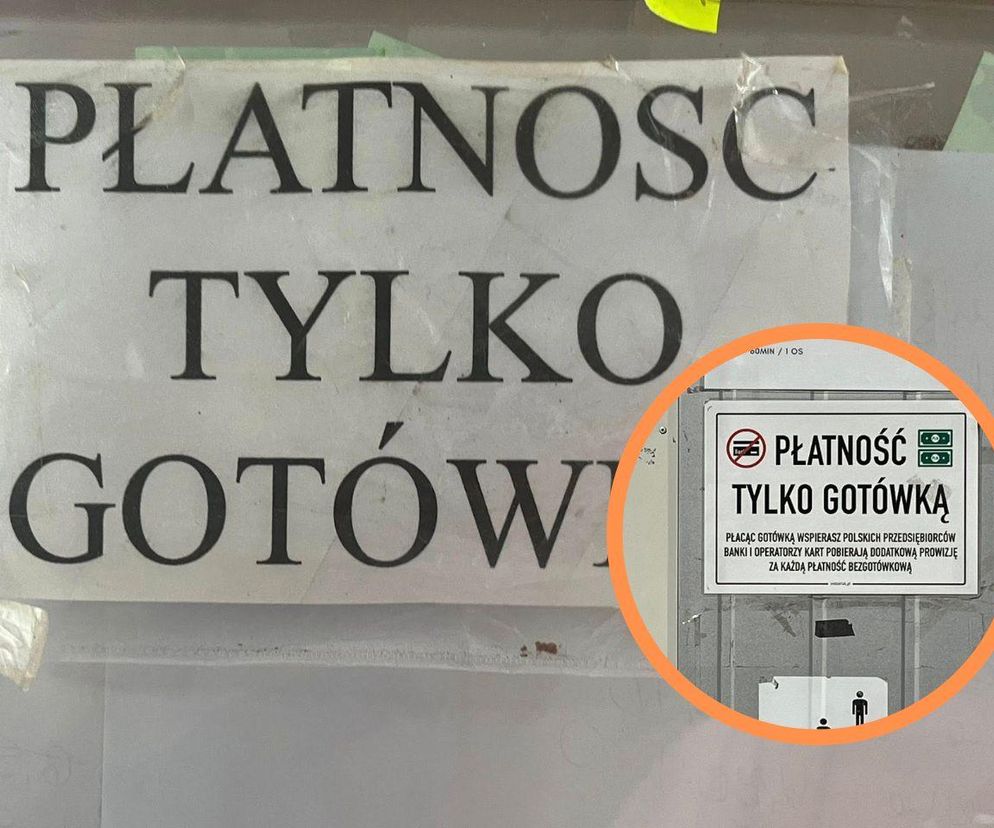 PŁATNOSC
TYLKO
GOTÓW
60MIN / 1 OS
PŁATNOŚĆ
TYLKO GOTÓWKĄ
PŁACĄC GOTÓWKĄ WSPIERASZ POLSKICH PRZEDSIĘBIORCÓW
BANKI I OPERATORZY KART POBIERAJĄ DODATKOWĄ PROWIZJĘ
ZA KAŻDĄ PŁATNOŚĆ BEZGOTÓWKOWĄ